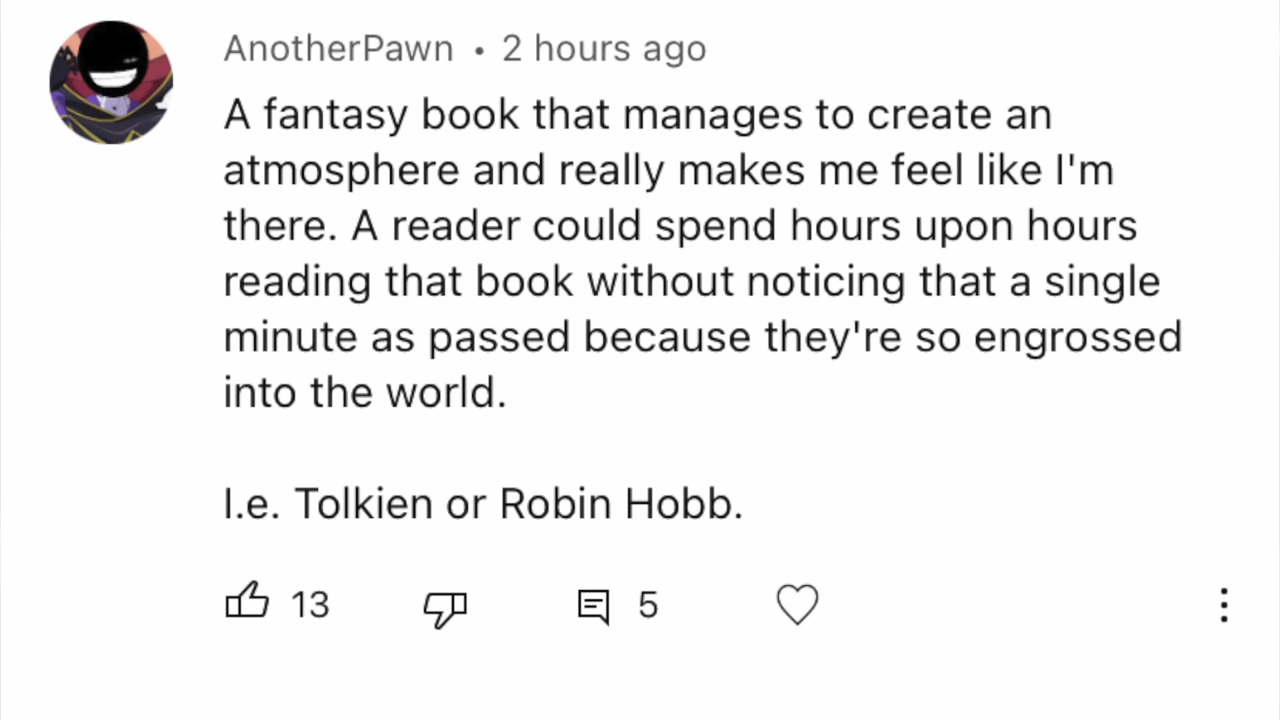 AnotherPawn • 2 hours ago
A fantasy book that manages to create an
atmosphere and really makes me feel like I'm
there. A reader could spend hours upon hours
reading that book without noticing that a single
minute as passed because they're so engrossed
into the world.
I.e. Tolkien or Robin Hobb.
13 5